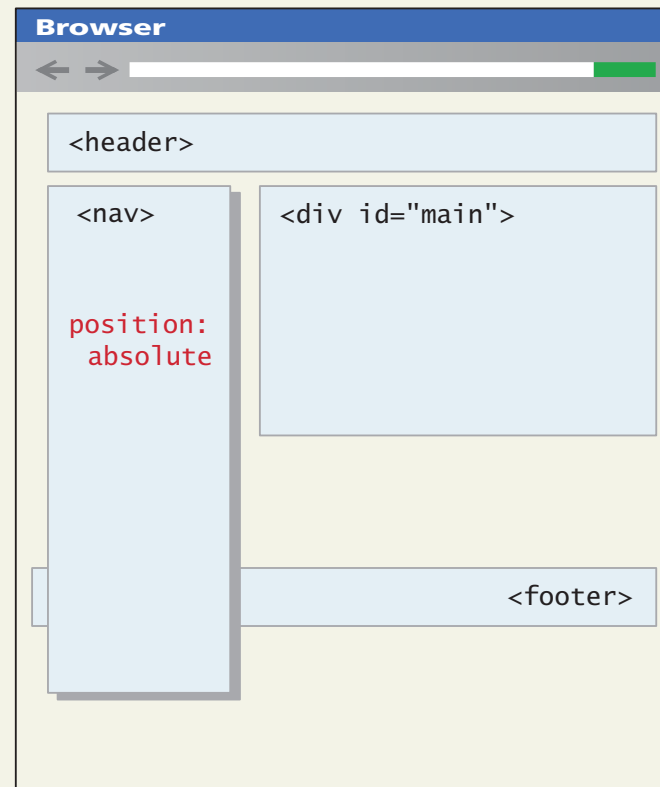 Browser
<header>
<nav>
<div id="main">
position:
absolute
<footer>